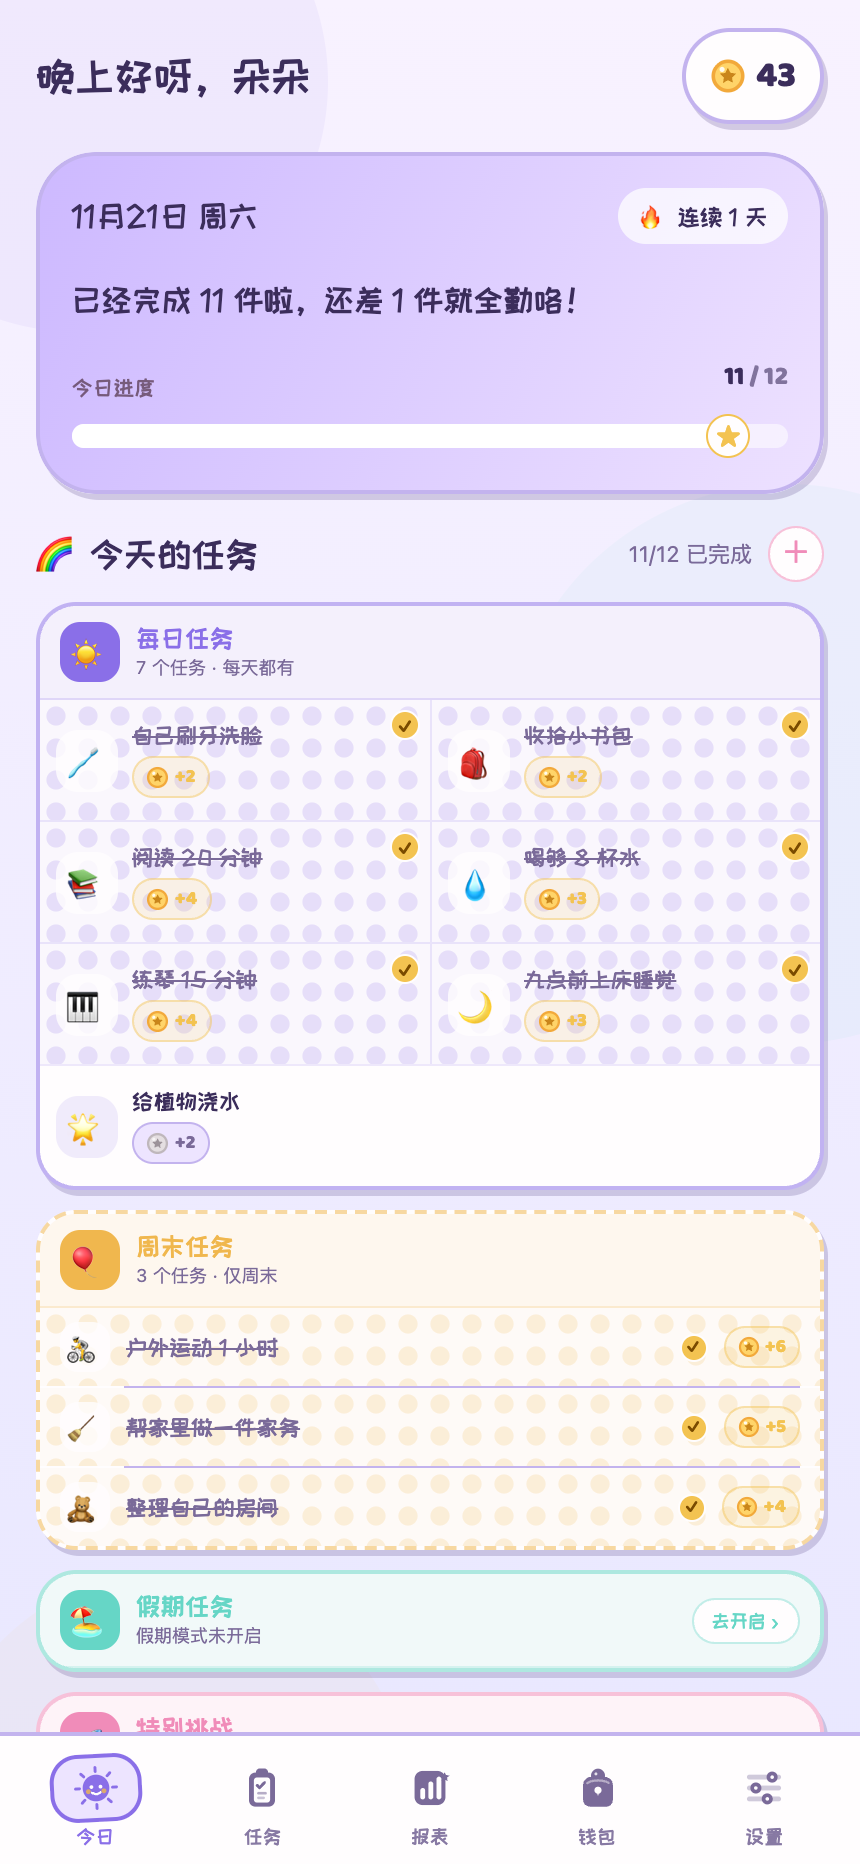 晚上好呀，朵朵
43
11月21日 周六
连续 1 天
已经完成 11 件啦，还差 1 件就全勤咯！
今日进度
11 / 12
今天的任务
11/12 已完成
每日任务
7 个任务 · 每天都有
自己刷牙洗脸
+2
收拾小书包
+2
阅读 20 分钟
+4
喝够 8 杯水
+3
练琴 15 分钟
+4
九点前上床睡觉
+3
给植物浇水
+2
周末任务
3 个任务 · 仅周末
户外运动 1 小时
+6
帮家里做一件家务
+5
整理自己的房间
+4
假期任务
假期模式未开启
去开启 ›
特别挑战
今日
任务
报表
钱包
设置